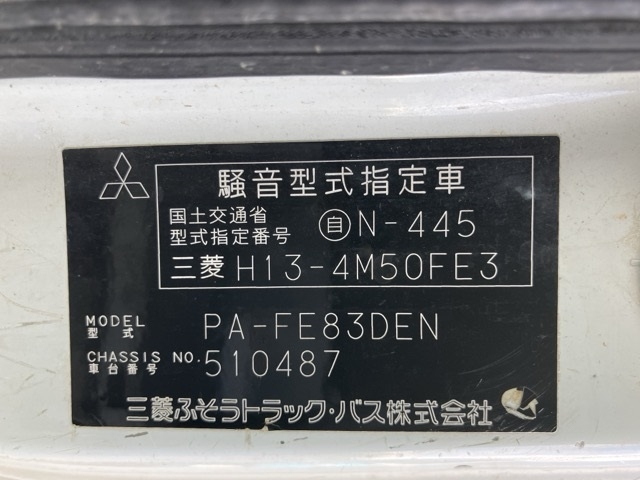 騒音型式指定車
国土交通省
型式指定番号 自N-445
三菱 H13-4M50FE3
MODEL
型式 PA-FE83DEN
CHASSIS NO.
車台番号 510487
三菱ふそうトラック・バス株式会社